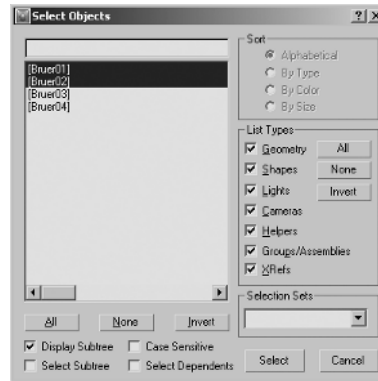 Select Objects
[Bruer01]
[Bruer02]
[Bruer03]
[Bruer04]
All None Invert
Display Subtree Case Sensitive
Select Subtree Select Dependents
Sort
Alphabetical
By Type
By Color
By Size
List Types
Geometry All
Shapes None
Lights Invert
Cameras
Helpers
Groups/Assemblies
XRefs
Selection Sets
Select Cancel